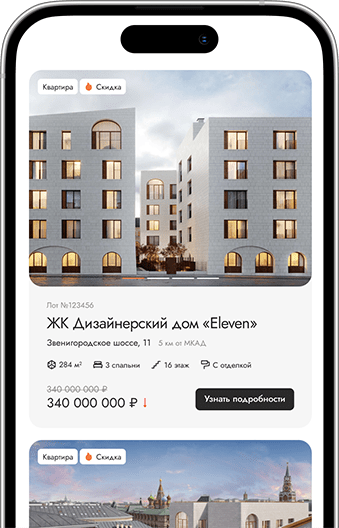 Квартира
Скидка
Лот №123456
ЖК Дизайнерский дом «Eleven»
Звенигородское шоссе, 11 5 км от МКАД
284 м² 3 спальни 16 этаж С отделкой
340 000 000 ₽
340 000 000 ₽ ↓
Узнать подробности
Квартира
Скидка